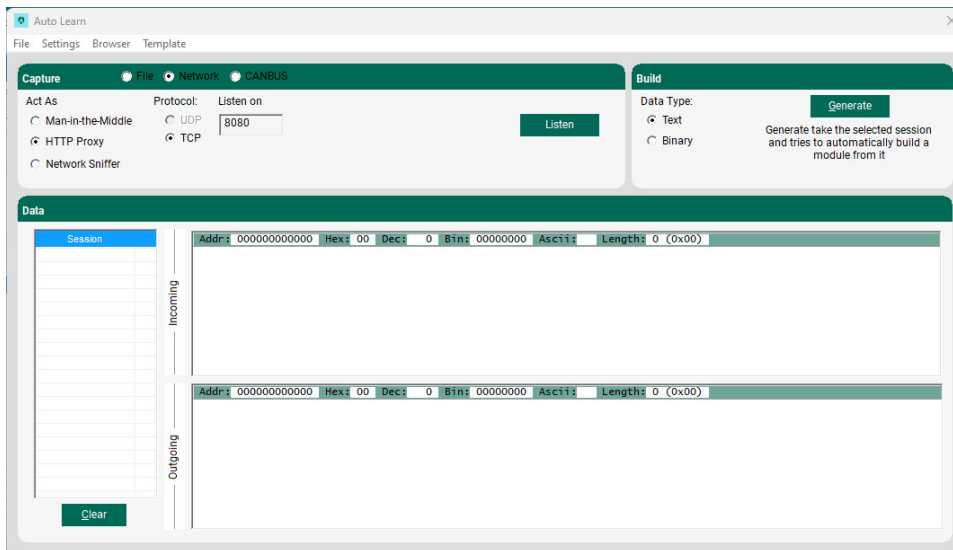 Auto Learn
File Settings Browser Template
Capture File Network CANBUS
Act As Protocol: Listen on
Man-in-the-Middle UDP 8080
HTTP Proxy TCP Listen
Network Sniffer
Build
Data Type:
Text
Binary
Generate
Generate take the selected session
and tries to automatically build a
module from it
Data
Session
Incoming
Addr: 000000000000 Hex: 00 Dec: 0 Bin: 00000000 Ascii: Length: 0 (0x00)
Outgoing
Addr: 000000000000 Hex: 00 Dec: 0 Bin: 00000000 Ascii: Length: 0 (0x00)
Clear